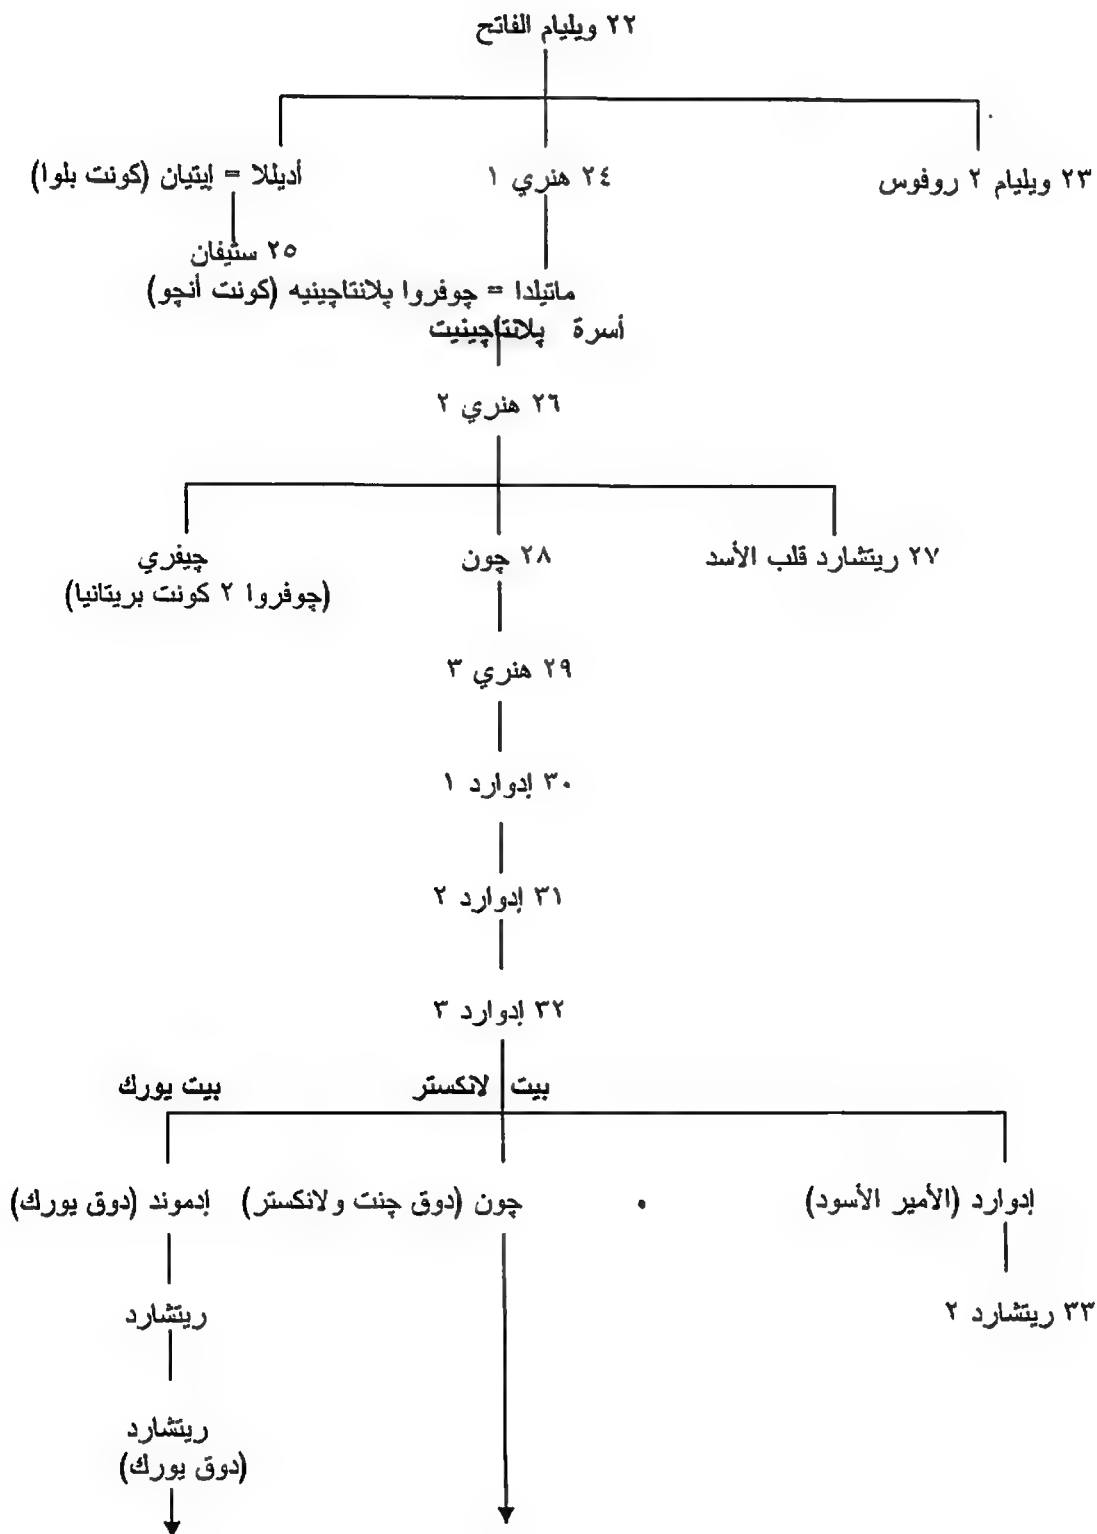 ٢٢ ويليام الفاتح
٢٣ ويليام ٢ روفوس
٢٤ هنري ١
أديللا = إيتيان (كونت بلوا)
٢٥ ستيفان
ماتيلدا = چوفروا پلانتاچينيه (كونت أنچو)
أسرة پلانتاچينيت
٢٦ هنري ٢
٢٧ ريتشارد قلب الأسد
٢٨ چون
چيفري
(چوفروا ٢ كونت بريتانيا)
٢٩ هنري ٣
٣٠ إدوارد ١
٣١ إدوارد ٢
٣٢ إدوارد ٣
بيت لانكستر
بيت يورك
إدوارد (الأمير الأسود)
چون (دوق چنت ولانكستر)
إدموند (دوق يورك)
٣٣ ريتشارد ٢
ريتشارد
ريتشارد
(دوق يورك)